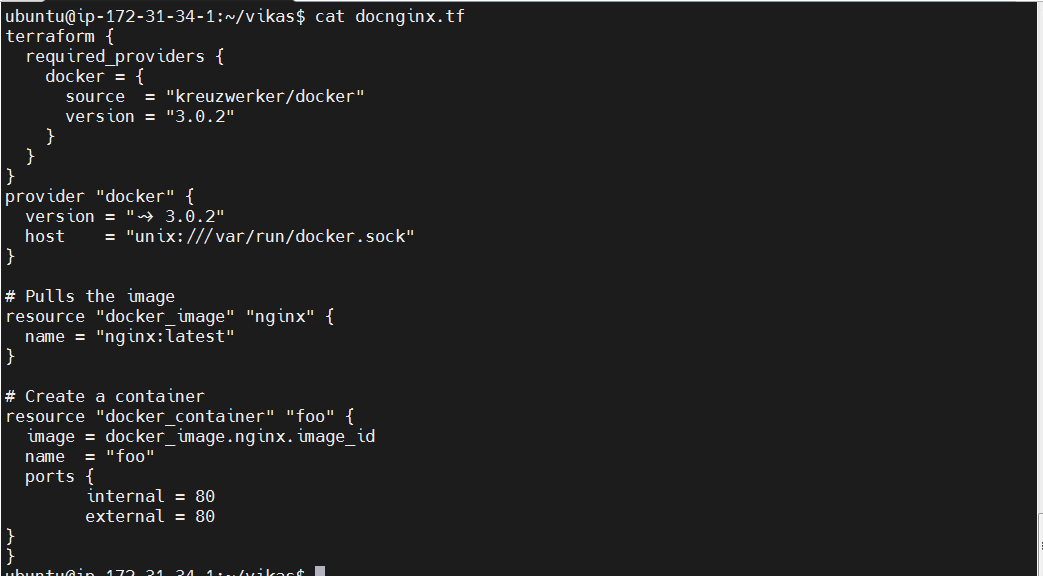 ubuntu@ip-172-31-34-1:~/vikas$ cat docnginx.tf
terraform {
  required_providers {
    docker = {
      source  = "kreuzwerker/docker"
      version = "3.0.2"
    }
  }
}
provider "docker" {
  version = "~> 3.0.2"
  host    = "unix:///var/run/docker.sock"
}

# Pulls the image
resource "docker_image" "nginx" {
  name = "nginx:latest"
}

# Create a container
resource "docker_container" "foo" {
  image = docker_image.nginx.image_id
  name  = "foo"
  ports {
        internal = 80
        external = 80
}
}
ubuntu@ip-172-31-34-1:~/vikas$